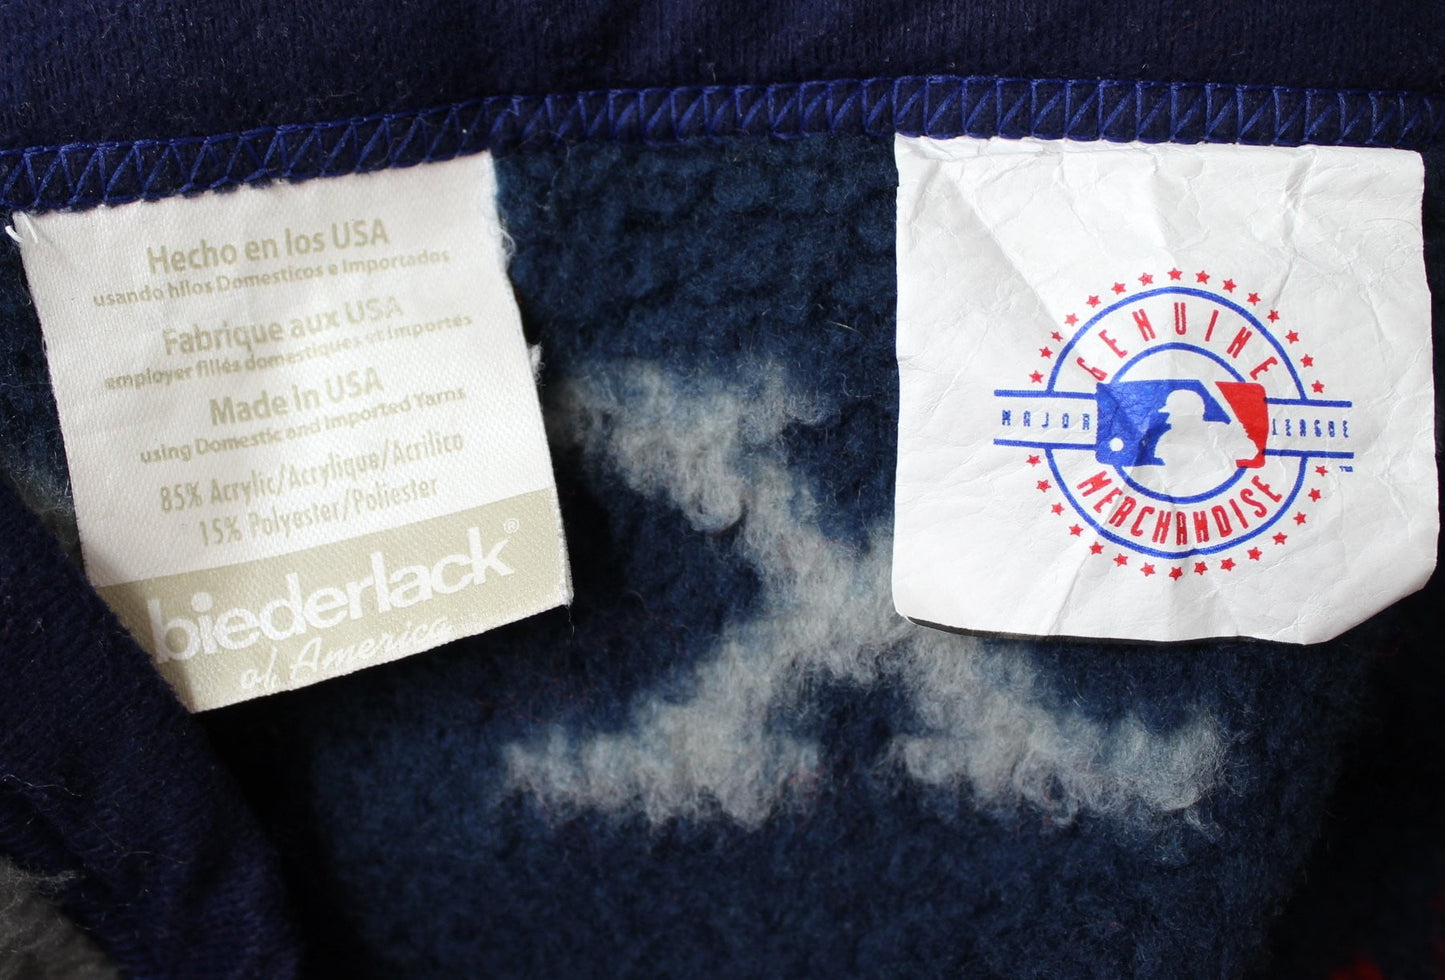 Hecho en los USA
usando hilos Domesticos e Importados
Fabrique aux USA
employer fillés domestiques et importés
Made in USA
using Domestic and Imported Yarns
85% Acrylic/Acrylique/Acrilico
15% Polyester/Poliester
biederlack®
of America
GENUINE
MAJOR LEAGUE
MERCHANDISE
™